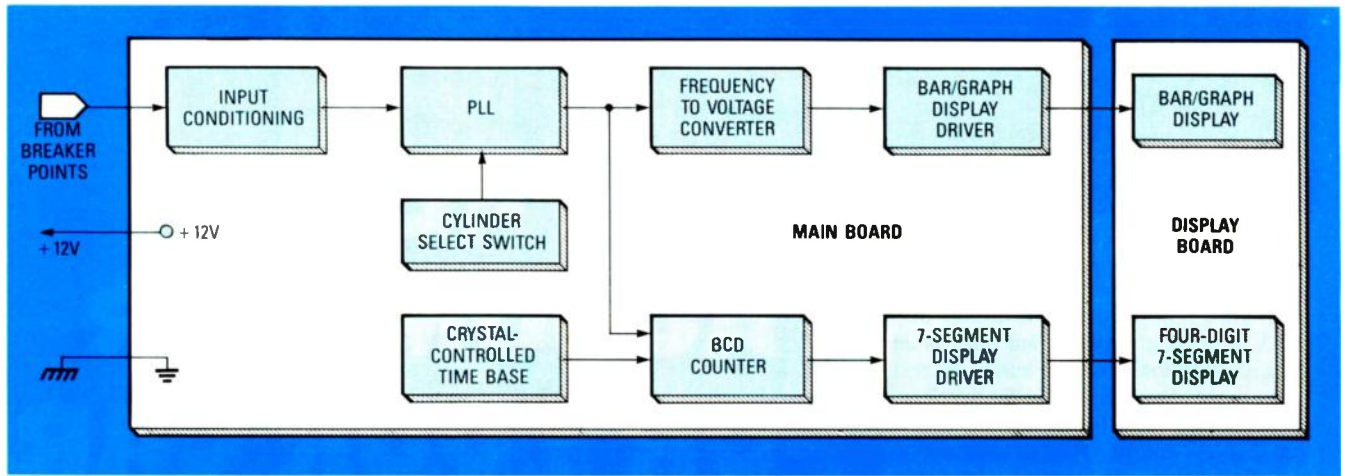 INPUT
CONDITIONING
PLL
FREQUENCY
TO VOLTAGE
CONVERTER
BAR/GRAPH
DISPLAY
DRIVER
BAR/GRAPH
DISPLAY
FROM
BREAKER
POINTS
CYLINDER
SELECT SWITCH
MAIN BOARD
DISPLAY
BOARD
+12V
+ 12V
CRYSTAL-
CONTROLLED
TIME BASE
BCD
COUNTER
7-SEGMENT
DISPLAY
DRIVER
FOUR-DIGIT
7-SEGMENT
DISPLAY